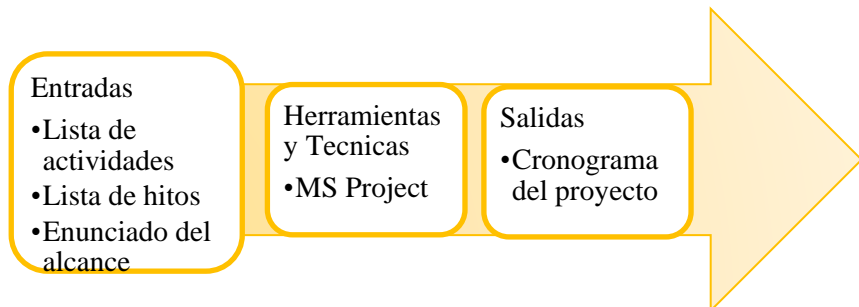 Entradas
•Lista de
actividades
•Lista de hitos
•Enunciado del
alcance
Herramientas
y Tecnicas
•MS Project
Salidas
•Cronograma
del proyecto